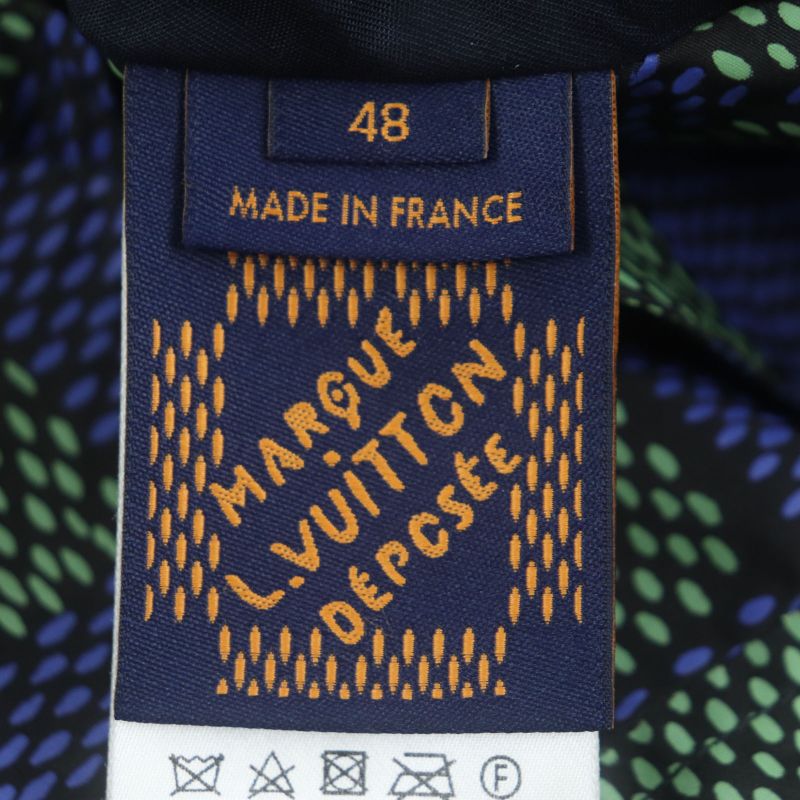 48
MADE IN FRANCE
MARQUE
L.VUITTON
DÉPOSÉE
F